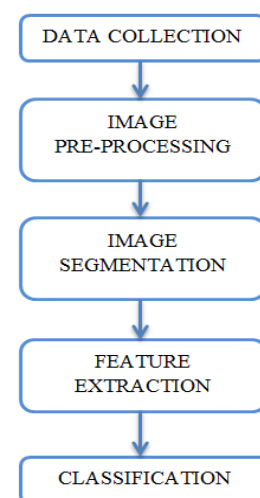 DATA COLLECTION
IMAGE
PRE-PROCESSING
IMAGE
SEGMENTATION
FEATURE
EXTRACTION
CLASSIFICATION